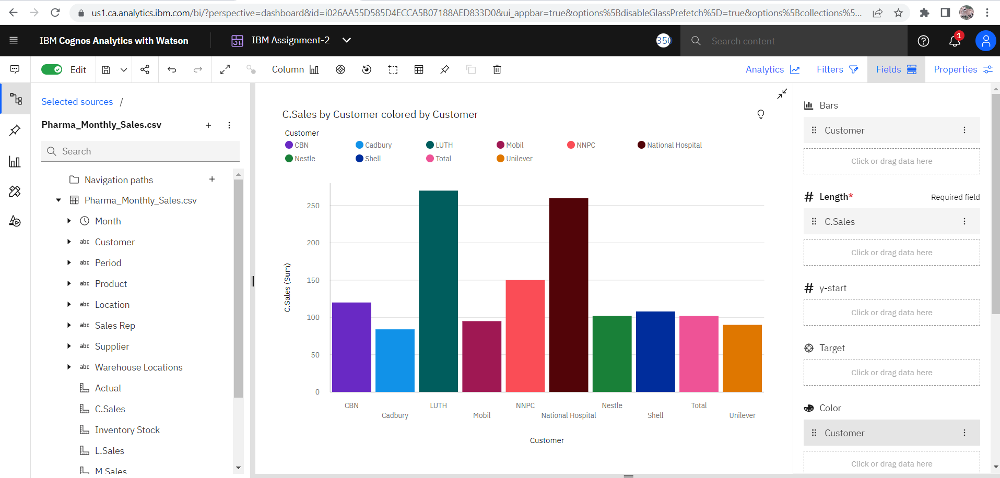 us1.ca.analytics.ibm.com/bi/?perspective=dashboard&id=i026AA55D585D4ECCA5B07188AED833D0&ui_appbar=true&options%5BdisableGlassPrefetch%5D=true&options%5Bcollections%5...
IBM Cognos Analytics with Watson
IBM Assignment-2
350
Search content
1
Edit
Column
Analytics
Filters
Fields
Properties
Selected sources /
Pharma_Monthly_Sales.csv
Search
Navigation paths
Pharma_Monthly_Sales.csv
Month
abc Customer
abc Period
abc Product
abc Location
abc Sales Rep
abc Supplier
abc Warehouse Locations
Actual
C.Sales
Inventory Stock
L.Sales
M.Sales
C.Sales by Customer colored by Customer
Customer
CBN Cadbury LUTH Mobil NNPC National Hospital
Nestle Shell Total Unilever
C.Sales (Sum)
250
200
150
100
50
0
CBN LUTH NNPC Nestle Total
Cadbury Mobil National Hospital Shell Unilever
Customer
Bars
Customer
Click or drag data here
# Length* Required field
C.Sales
Click or drag data here
# y-start
Click or drag data here
Target
Click or drag data here
Color
Customer
Click or drag data here